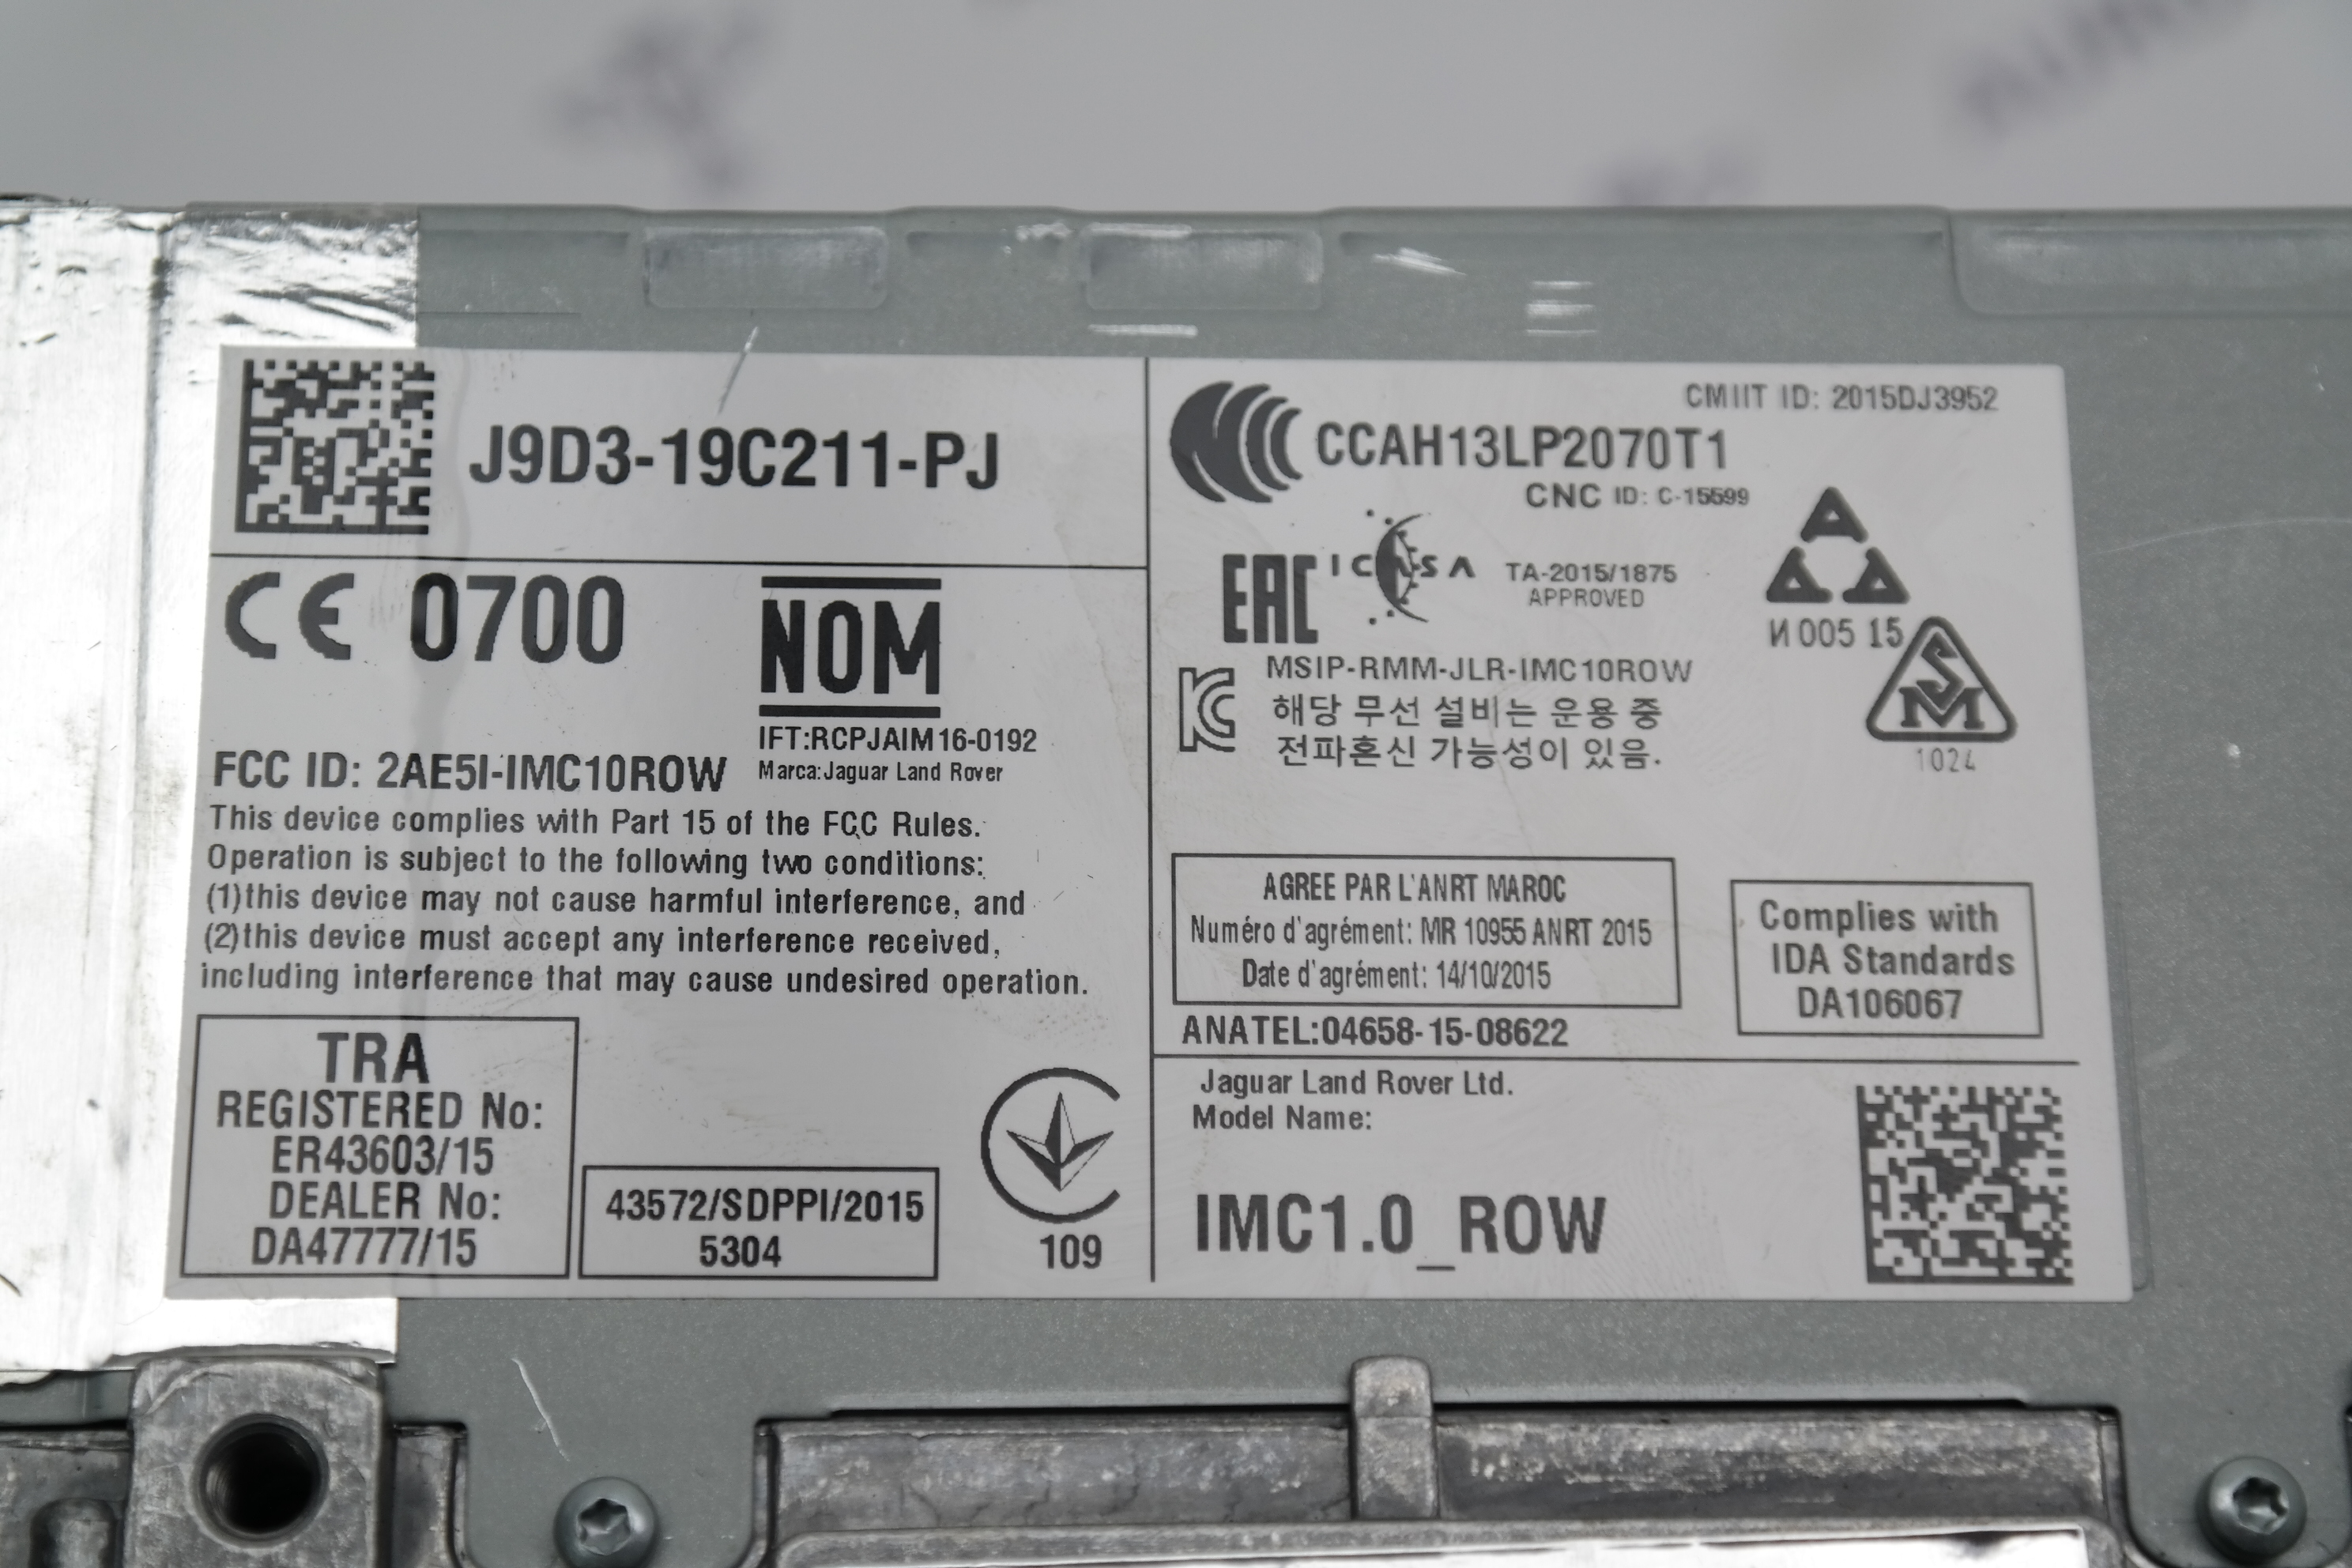 J9D3-19C211-PJ
CE 0700
NOM
IFT:RCPJAIM16-0192
Marca:Jaguar Land Rover
FCC ID: 2AE5I-IMC10ROW
This device complies with Part 15 of the FCC Rules.
Operation is subject to the following two conditions:
(1)this device may not cause harmful interference, and
(2)this device must accept any interference received,
including interference that may cause undesired operation.
TRA
REGISTERED No:
ER43603/15
DEALER No:
DA47777/15
43572/SDPPI/2015
5304
109
CMIIT ID: 2015DJ3952
CCAH13LP2070T1
CNC ID: C-15599
EAC
ICASA
TA-2015/1875
APPROVED
И 005 15
KC
MSIP-RMM-JLR-IMC10ROW
해당 무선 설비는 운용 중
전파혼신 가능성이 있음.
SM
1024
AGREE PAR L'ANRT MAROC
Numéro d'agrément: MR 10955 ANRT 2015
Date d'agrément: 14/10/2015
Complies with
IDA Standards
DA106067
ANATEL:04658-15-08622
Jaguar Land Rover Ltd.
Model Name:
IMC1.0_ROW